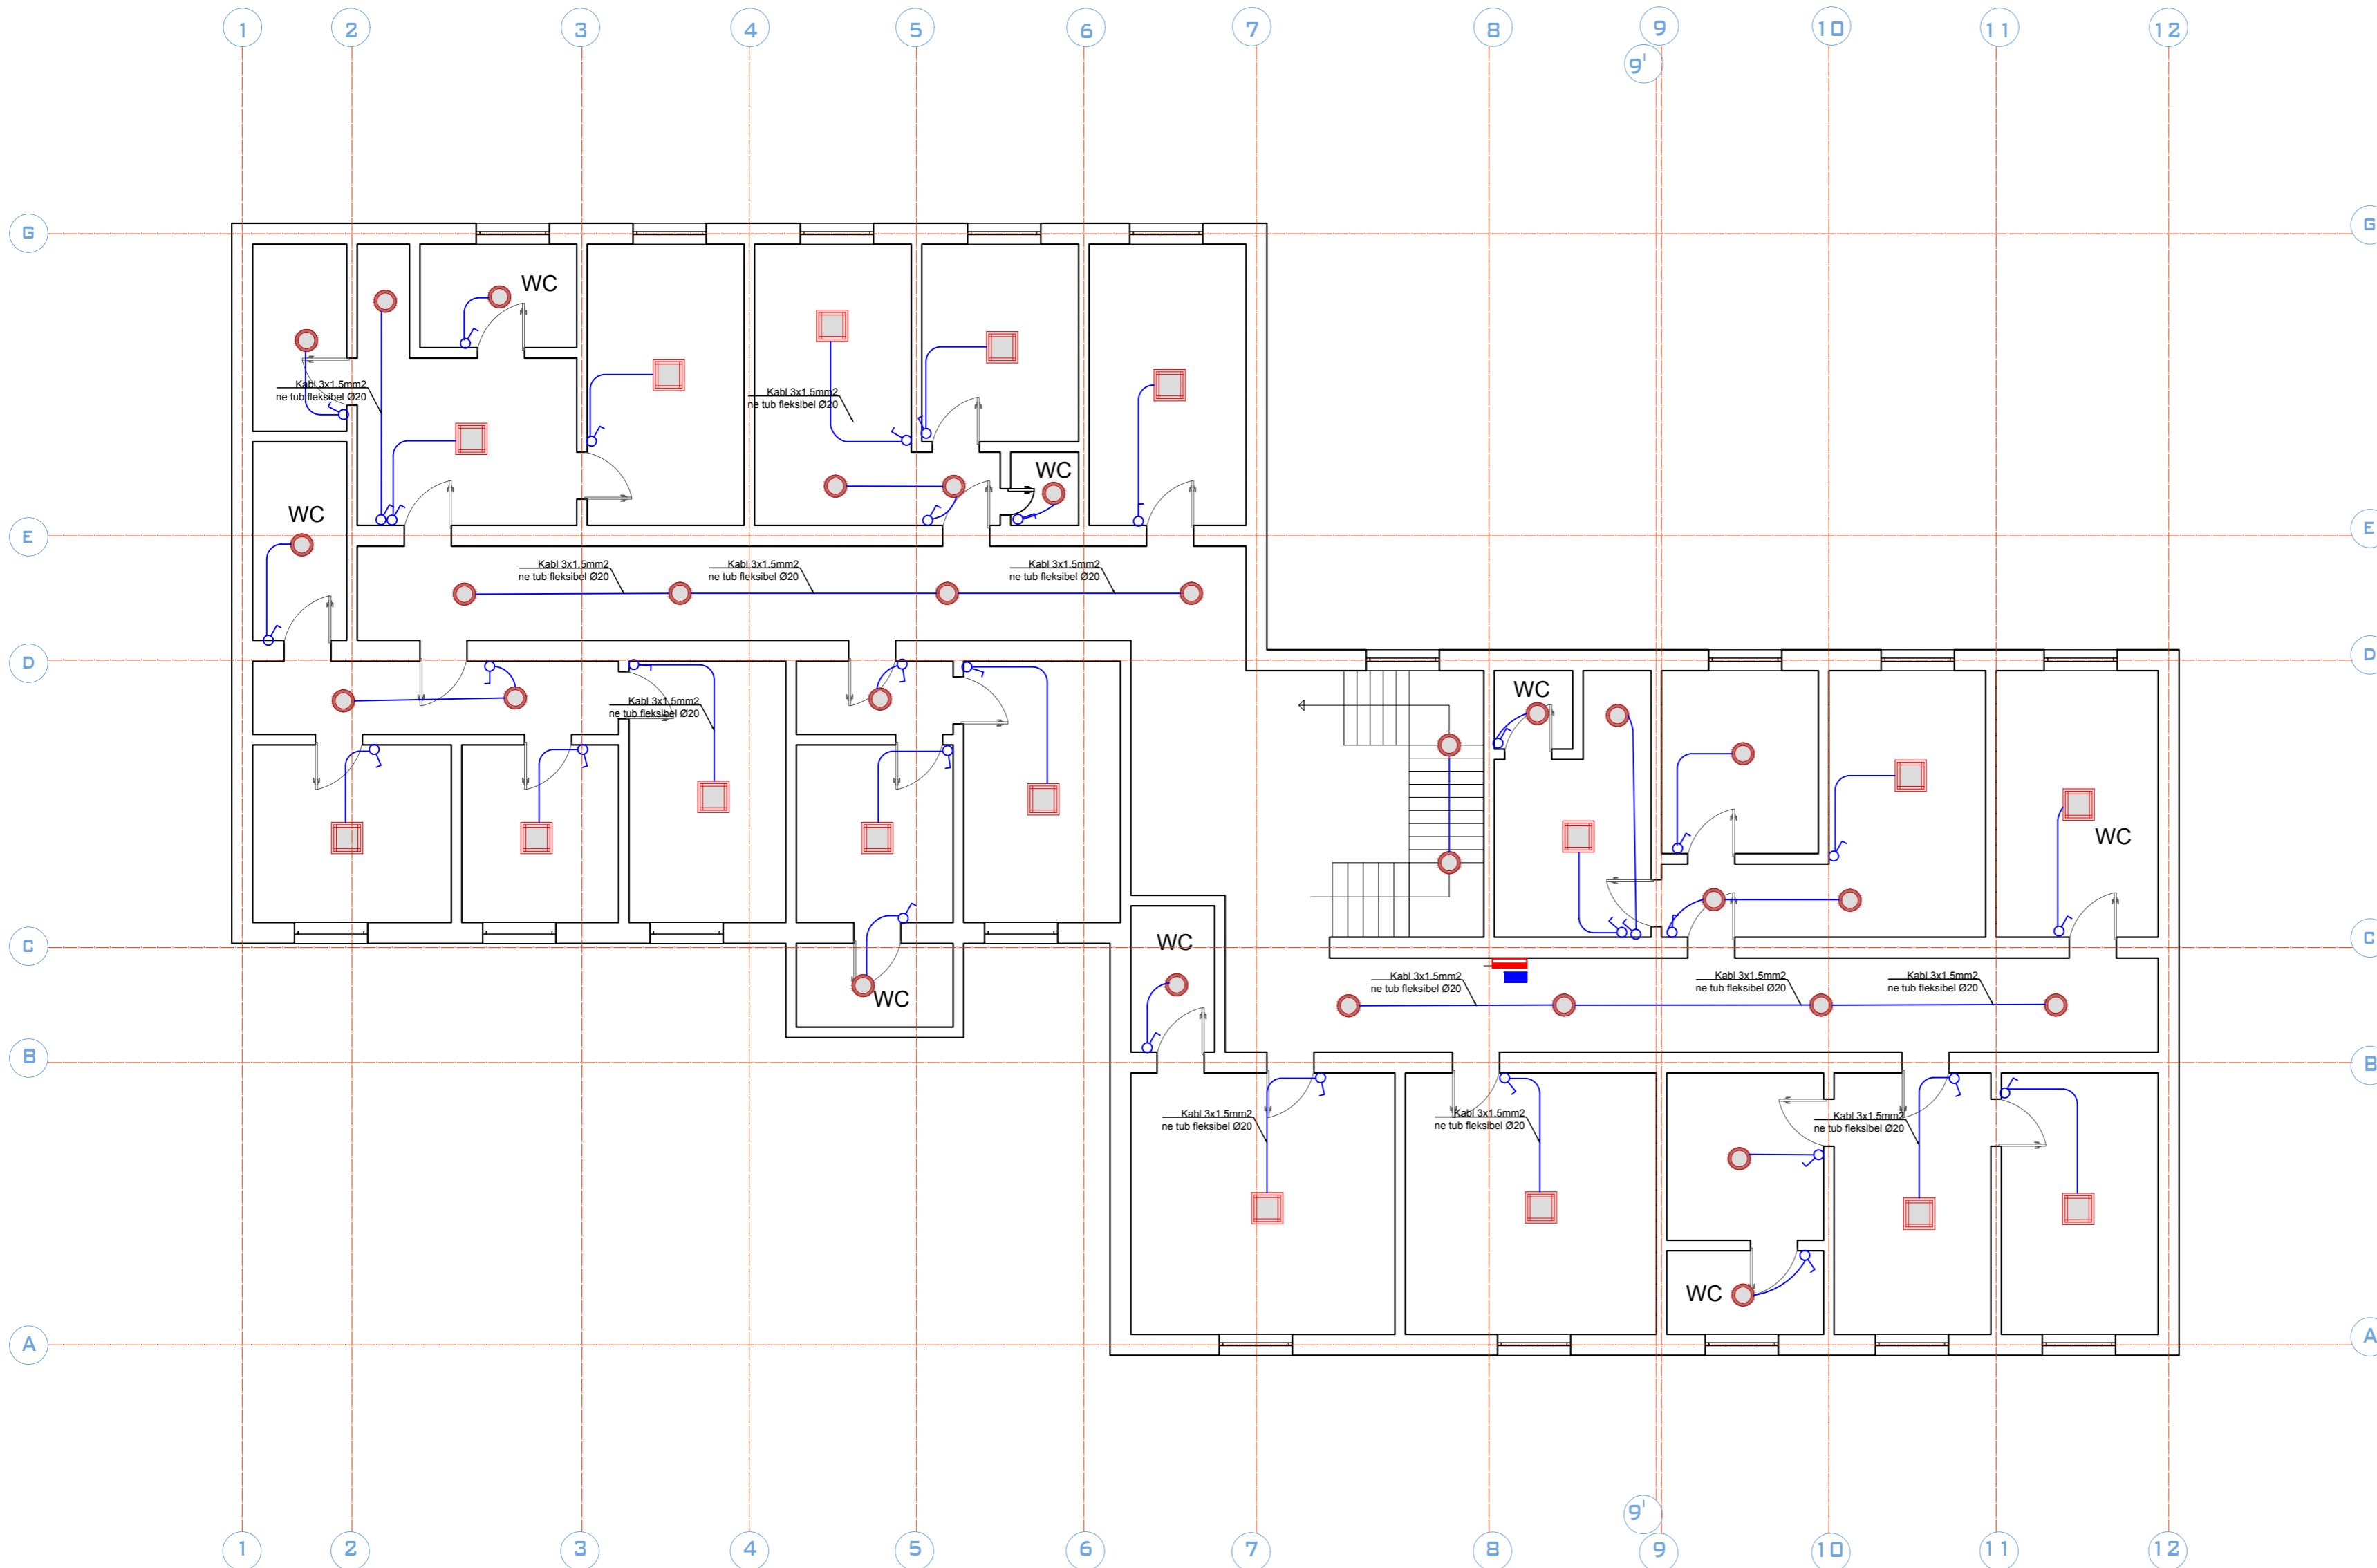 1 2 3 4 5 6 7 8 9 10 11 12
9'
G G
WC
Kabl 3x1.5mm2
ne tub fleksibel Ø20
Kabl 3x1.5mm2
ne tub fleksibel Ø20
WC
WC
E E
Kabl 3x1.5mm2
ne tub fleksibel Ø20
Kabl 3x1.5mm2
ne tub fleksibel Ø20
Kabl 3x1.5mm2
ne tub fleksibel Ø20
D D
WC
Kabl 3x1.5mm2
ne tub fleksibel Ø20
WC
C C
WC
WC
Kabl 3x1.5mm2
ne tub fleksibel Ø20
Kabl 3x1.5mm2
ne tub fleksibel Ø20
Kabl 3x1.5mm2
ne tub fleksibel Ø20
B B
Kabl 3x1.5mm2
ne tub fleksibel Ø20
Kabl 3x1.5mm2
ne tub fleksibel Ø20
Kabl 3x1.5mm2
ne tub fleksibel Ø20
WC
A A
9'
1 2 3 4 5 6 7 8 9 10 11 12